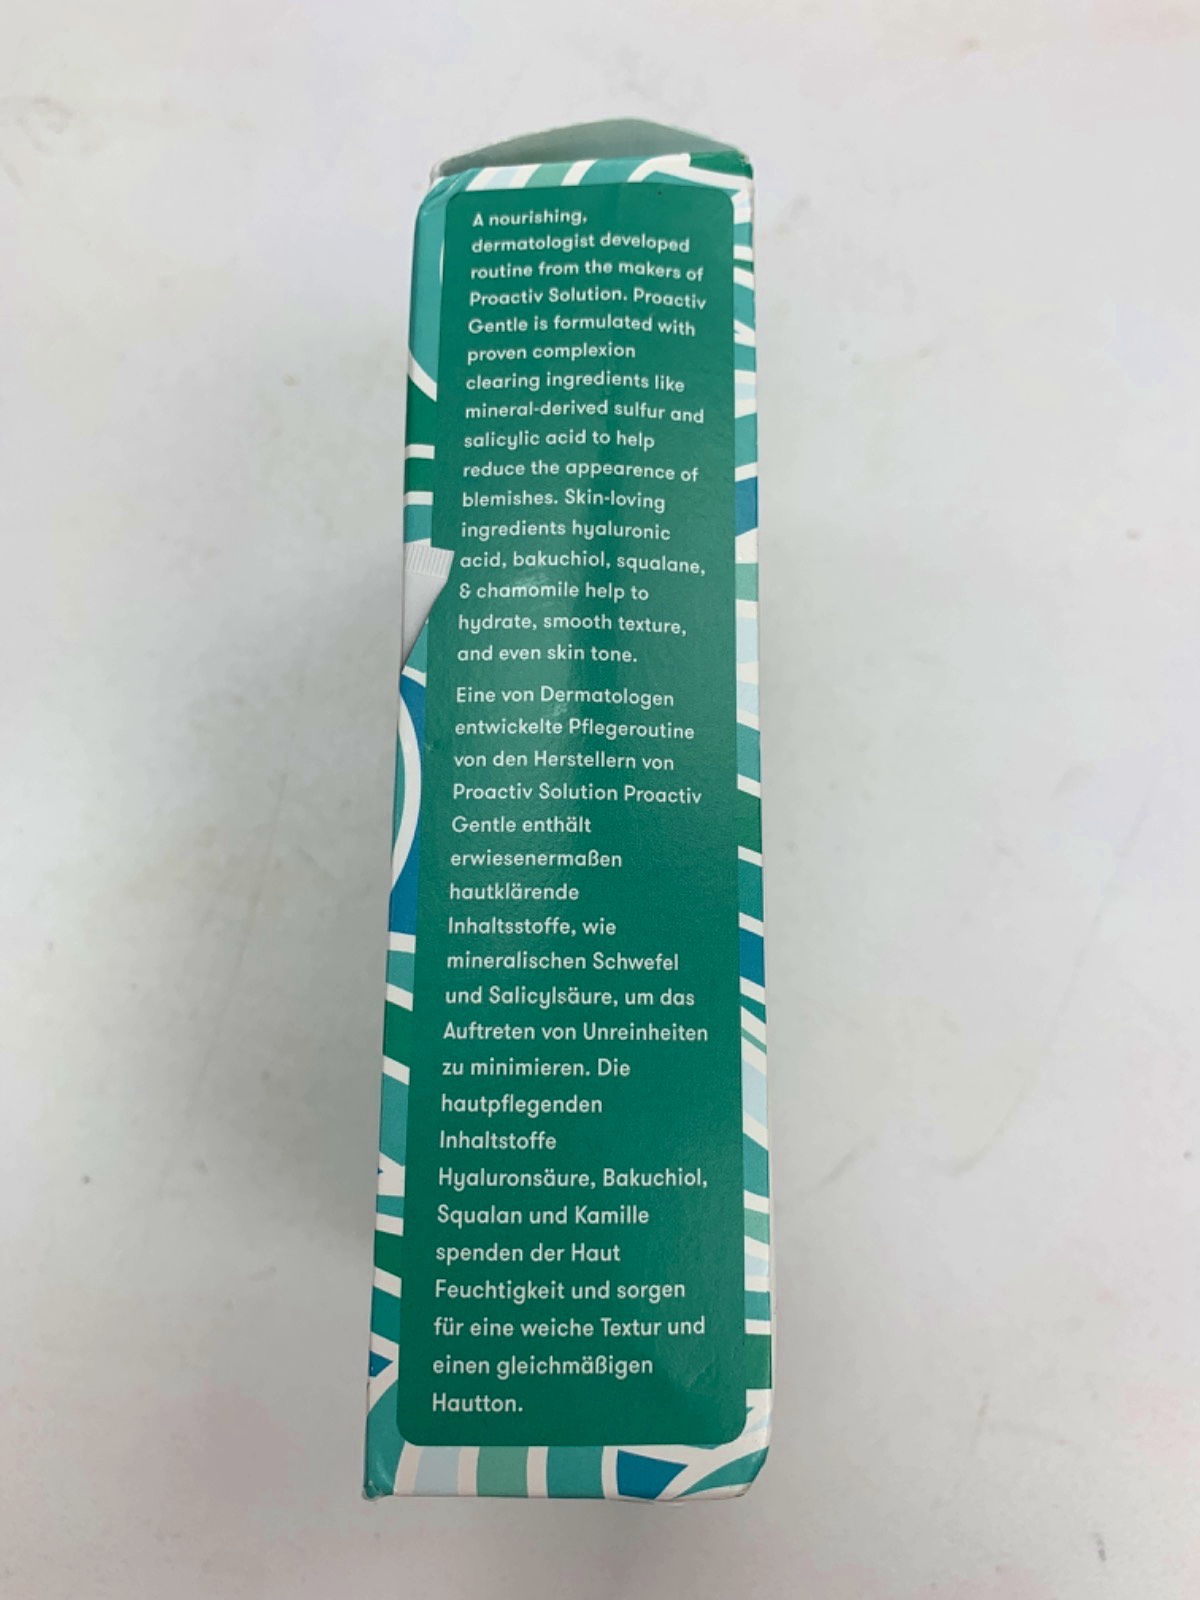 A nourishing,
dermatologist developed
routine from the makers of
Proactiv Solution. Proactiv
Gentle is formulated with
proven complexion
clearing ingredients like
mineral-derived sulfur and
salicylic acid to help
reduce the appearence of
blemishes. Skin-loving
ingredients hyaluronic
acid, bakuchiol, squalane,
& chamomile help to
hydrate, smooth texture,
and even skin tone.
Eine von Dermatologen
entwickelte Pflegeroutine
von den Herstellern von
Proactiv Solution Proactiv
Gentle enthält
erwiesenermaßen
hautklärende
Inhaltsstoffe, wie
mineralischen Schwefel
und Salicylsäure, um das
Auftreten von Unreinheiten
zu minimieren. Die
hautpflegenden
Inhaltstoffe
Hyaluronsäure, Bakuchiol,
Squalan und Kamille
spenden der Haut
Feuchtigkeit und sorgen
für eine weiche Textur und
einen gleichmäßigen
Hautton.